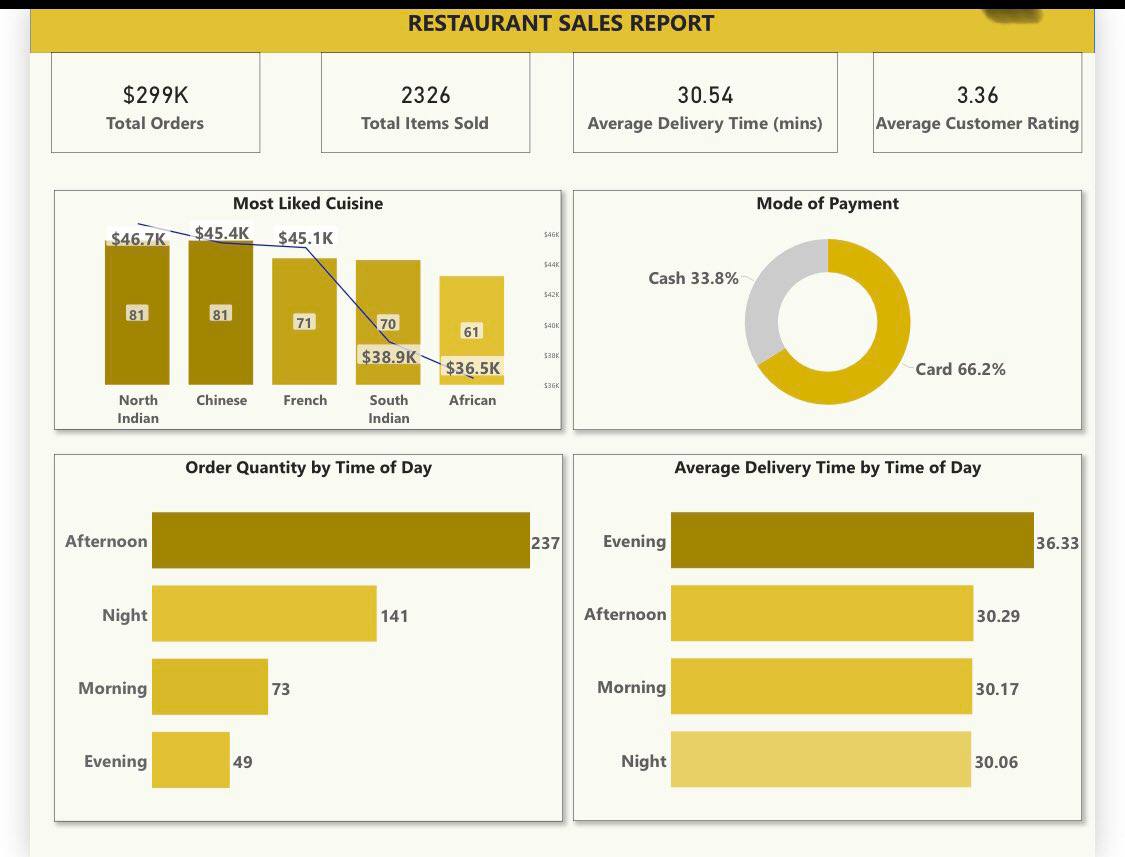 RESTAURANT SALES REPORT
$299K
Total Orders
2326
Total Items Sold
30.54
Average Delivery Time (mins)
3.36
Average Customer Rating
Most Liked Cuisine
$46.7K
$45.4K
$45.1K
$38.9K
$36.5K
81
81
71
70
61
$46K
$44K
$42K
$40K
$38K
$36K
North
Indian
Chinese
French
South
Indian
African
Mode of Payment
Cash 33.8%
Card 66.2%
Order Quantity by Time of Day
Afternoon 237
Night 141
Morning 73
Evening 49
Average Delivery Time by Time of Day
Evening 36.33
Afternoon 30.29
Morning 30.17
Night 30.06